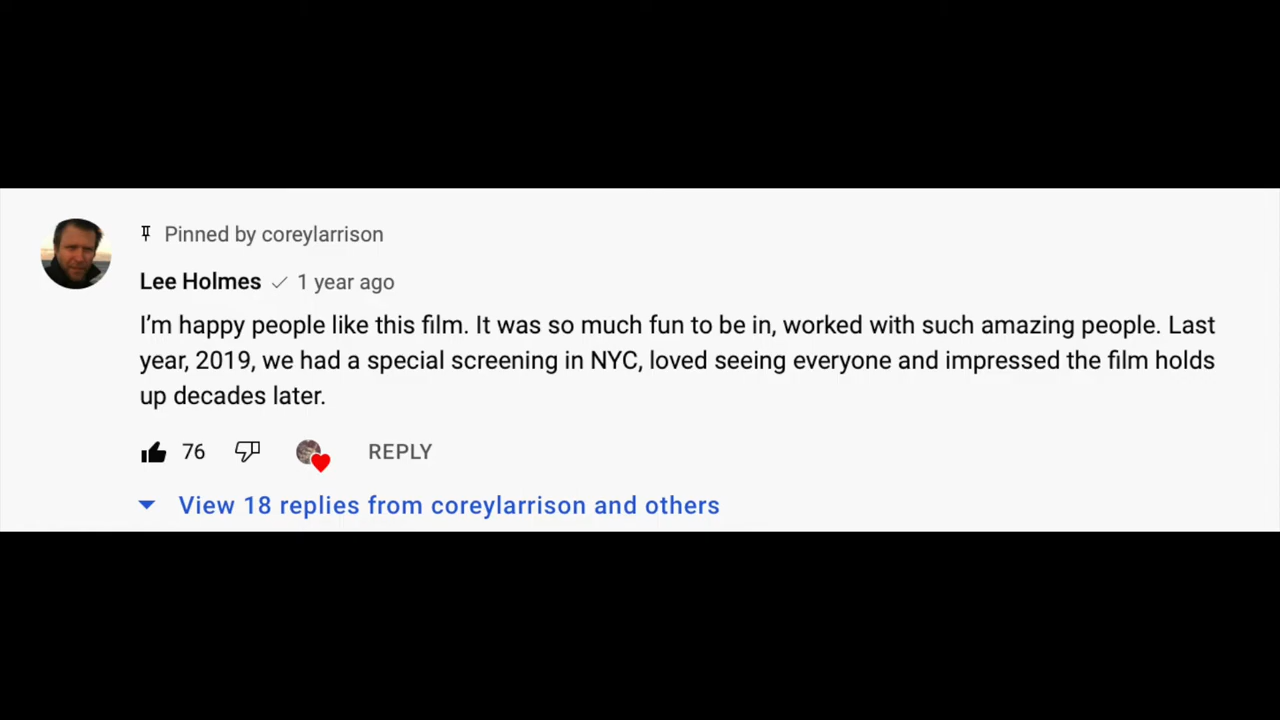 Pinned by coreylarrison
Lee Holmes 1 year ago
I’m happy people like this film. It was so much fun to be in, worked with such amazing people. Last
year, 2019, we had a special screening in NYC, loved seeing everyone and impressed the film holds
up decades later.
76 REPLY
View 18 replies from coreylarrison and others